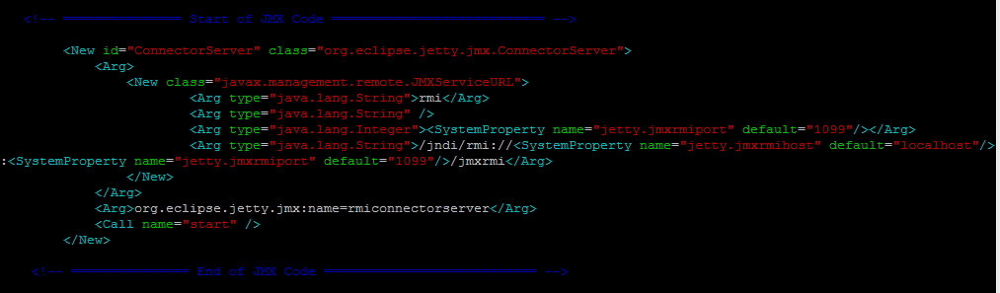 <!-- =============== Start of JMX Code =========================== -->
<New id="ConnectorServer" class="org.eclipse.jetty.jmx.ConnectorServer">
<Arg>
<New class="javax.management.remote.JMXServiceURL">
<Arg type="java.lang.String">rmi</Arg>
<Arg type="java.lang.String" />
<Arg type="java.lang.Integer"><SystemProperty name="jetty.jmxrmiport" default="1099"/></Arg>
<Arg type="java.lang.String">/jndi/rmi://<SystemProperty name="jetty.jmxrmihost" default="localhost"/>
:<SystemProperty name="jetty.jmxrmiport" default="1099"/>/jmxrmi</Arg>
</New>
</Arg>
<Arg>org.eclipse.jetty.jmx:name=rmiconnectorserver</Arg>
<Call name="start" />
</New>
<!-- =============== End of JMX Code =========================== -->